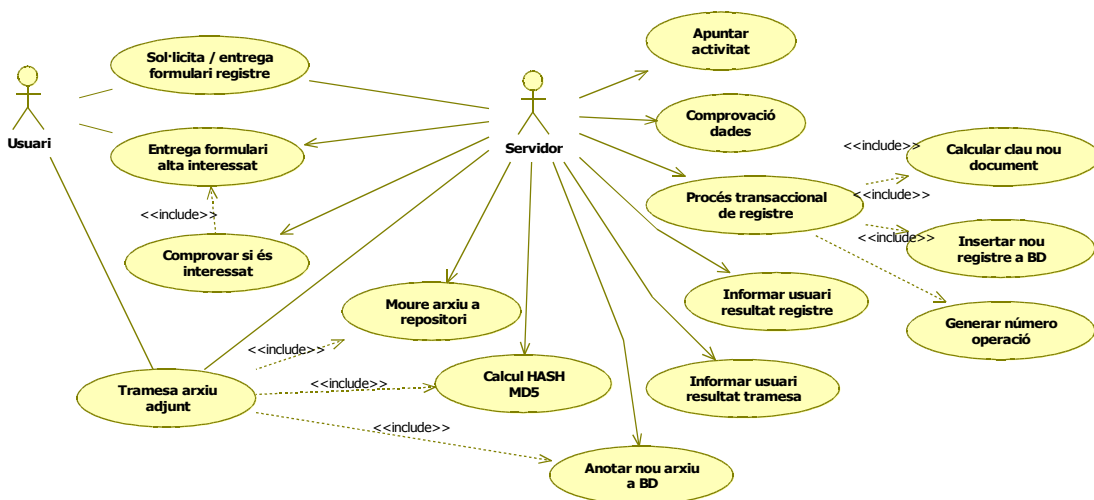 Apuntar
activitat
Sol·licita / entrega
formulari registre
Usuari
Entrega formulari
alta interessat
Servidor
Comprovació
dades
<<include>>
Calcular clau nou
document
<<include>>
Procés transaccional
de registre
<<include>>
<<include>>
Insertar nou
registre a BD
Comprovar si és
interessat
Moure arxiu a
repositori
Informar usuari
resultat registre
Generar número
operació
<<include>>
Tramesa arxiu
adjunt
<<include>>
Calcul HASH
MD5
Informar usuari
resultat tramesa
<<include>>
Anotar nou arxiu
a BD